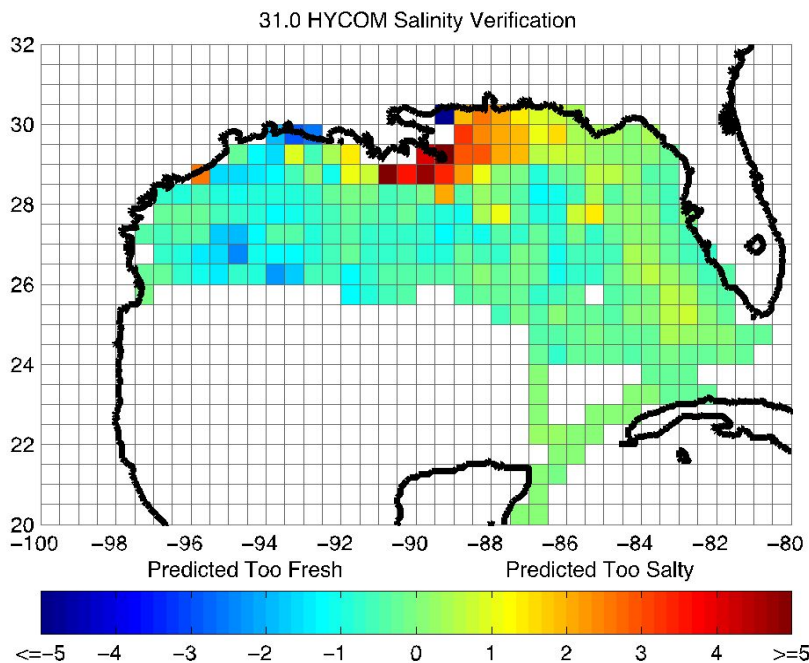 31.0 HYCOM Salinity Verification
32
30
28
26
24
22
20
−100 −96 −94 −92 −90 −88 −86 −84 −82 −80
Predicted Too Fresh Predicted Too Salty
<=−5 −4 −3 −2 −1 0 1 2 3 4 >=5